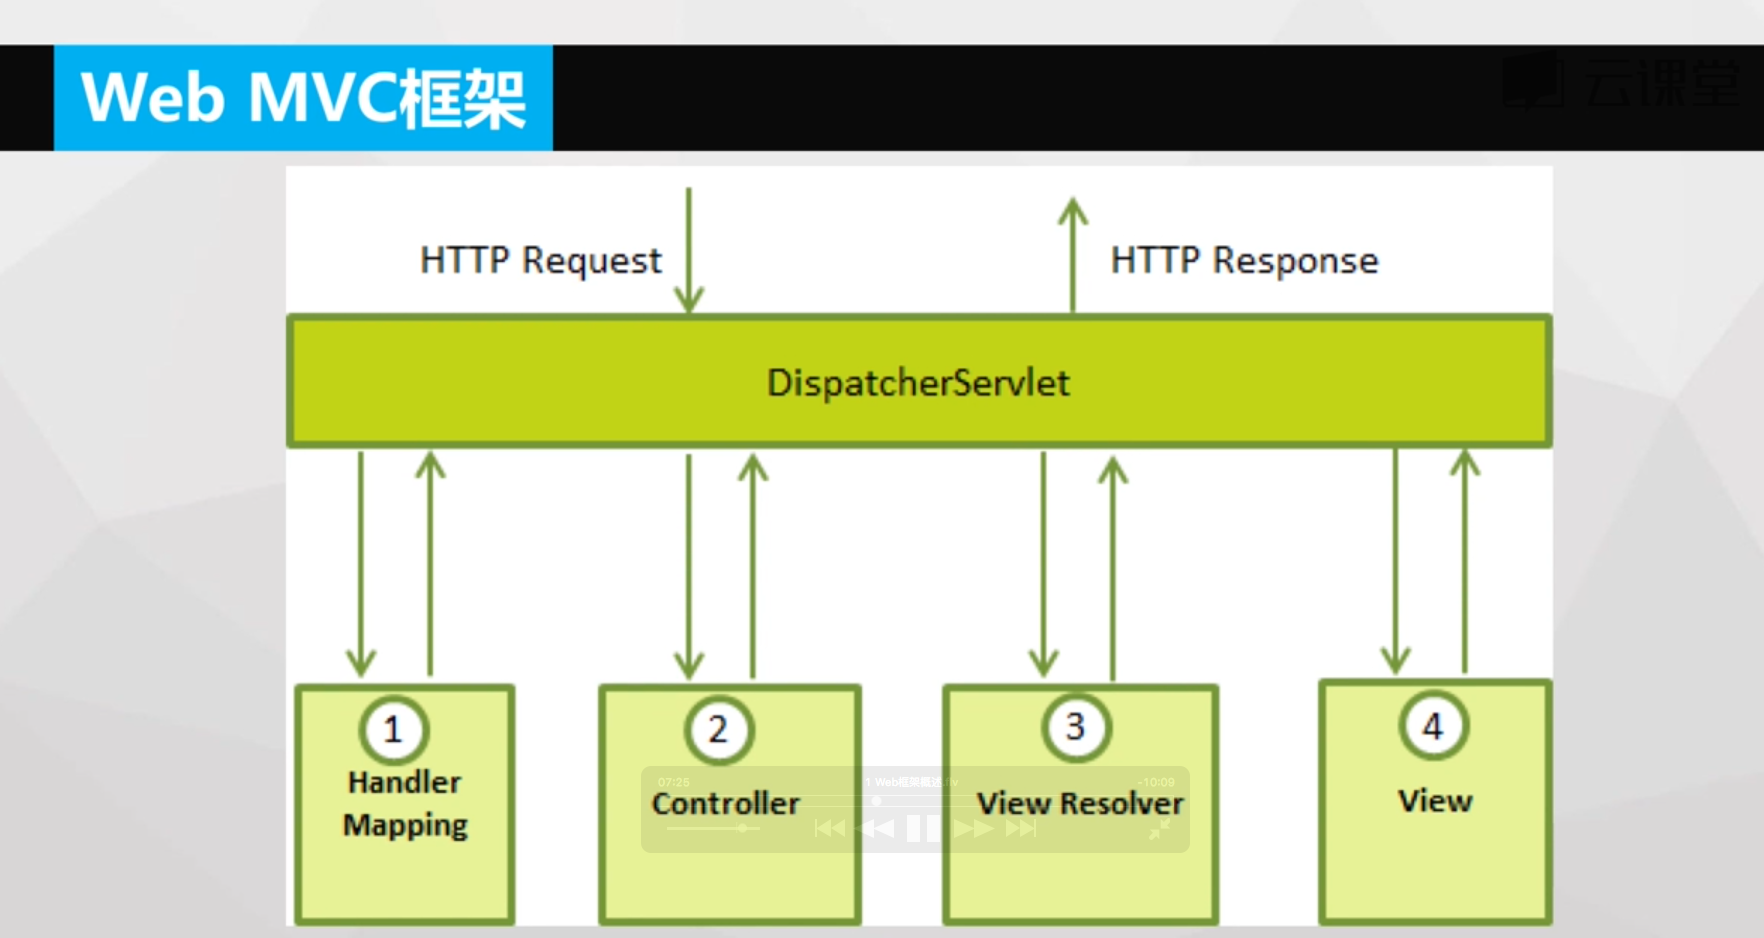 Web MVC框架
云课堂
HTTP Request
HTTP Response
DispatcherServlet
1
Handler
Mapping
2
Controller
3
View Resolver
4
View
07:25
1 Web框架概述.flv
-10:09